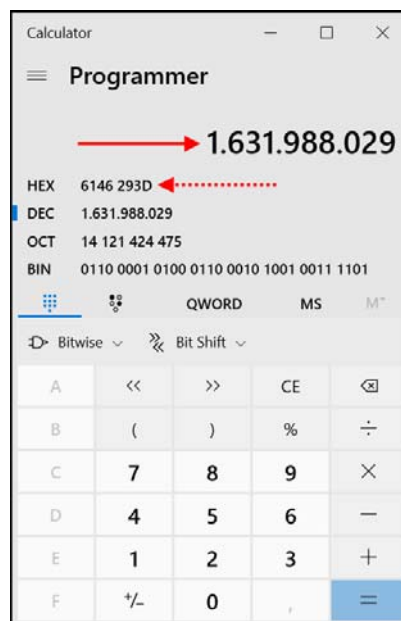 Calculator
Programmer
1.631.988.029
HEX 6146 293D
DEC 1.631.988.029
OCT 14 121 424 475
BIN 0110 0001 0100 0110 0010 1001 0011 1101
QWORD MS M˅
Bitwise Bit Shift
A << >> CE
B ( ) % ÷
C 7 8 9 ×
D 4 5 6 −
E 1 2 3 +
F +/− 0 , =